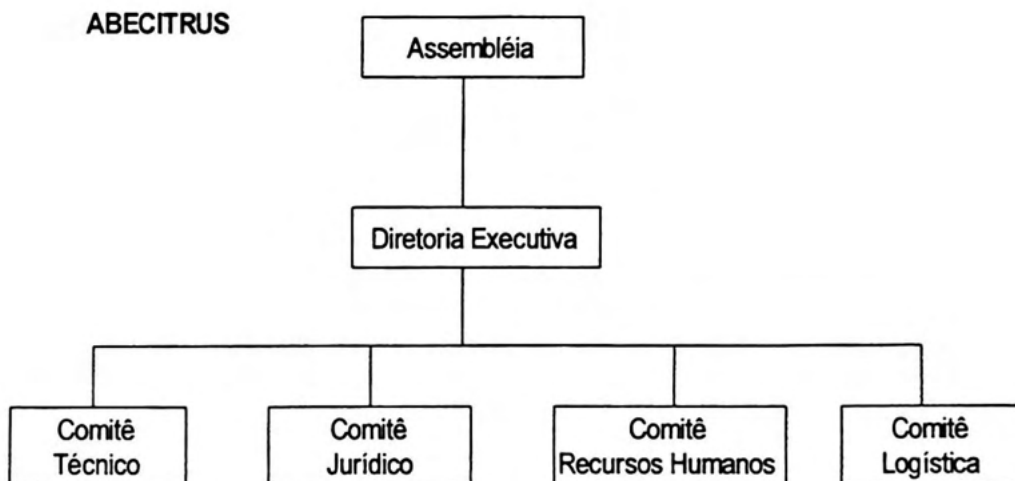 ABECITRUS
Assembléia
Diretoria Executiva
Comitê
Técnico
Comitê
Jurídico
Comitê
Recursos Humanos
Comitê
Logística